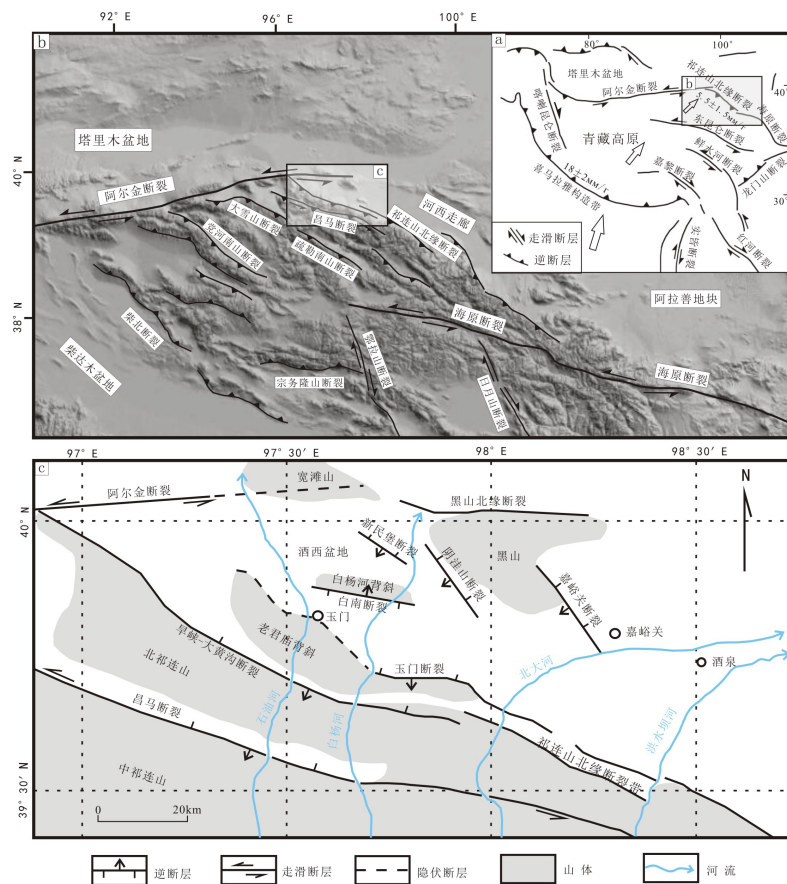 92° E
96° E
100° E
b
塔里木盆地
40° N
38° N
阿尔金断裂
大雪山断裂
党河南山断裂
昌马断裂
疏勒南山断裂
祁连山北缘断裂
河西走廊
c
柴北断裂
柴达木盆地
宗务隆山断裂
鄂拉山断裂
日月山断裂
海原断裂
海原断裂
阿拉善地块
a
80°
100°
40°
30°
塔里木盆地
阿尔金断裂
b
祁连山北缘断裂
5.5±1.5mm/r
海原断裂
喀喇昆仑断裂
东昆仑断裂
青藏高原
鲜水河断裂
嘉黎断裂
龙门山断裂
18±2mm/r
喜马拉雅构造带
实皆断裂
红河断裂
走滑断层
逆断层
c
97° E
97° 30′ E
98° E
98° 30′ E
40° N
39° 30′ N
N
阿尔金断裂
宽滩山
黑山北缘断裂
酒西盆地
新民堡断裂
阴洼山断裂
黑山
白杨河背斜
白南断裂
嘉峪关断裂
玉门
老君庙背斜
嘉峪关
旱峡-大黄沟断裂
北祁连山
玉门断裂
北大河
酒泉
昌马断裂
石油河
白杨河
洪水坝河
祁连山北缘断裂带
中祁连山
0
20km
逆断层
走滑断层
隐伏断层
山体
河流